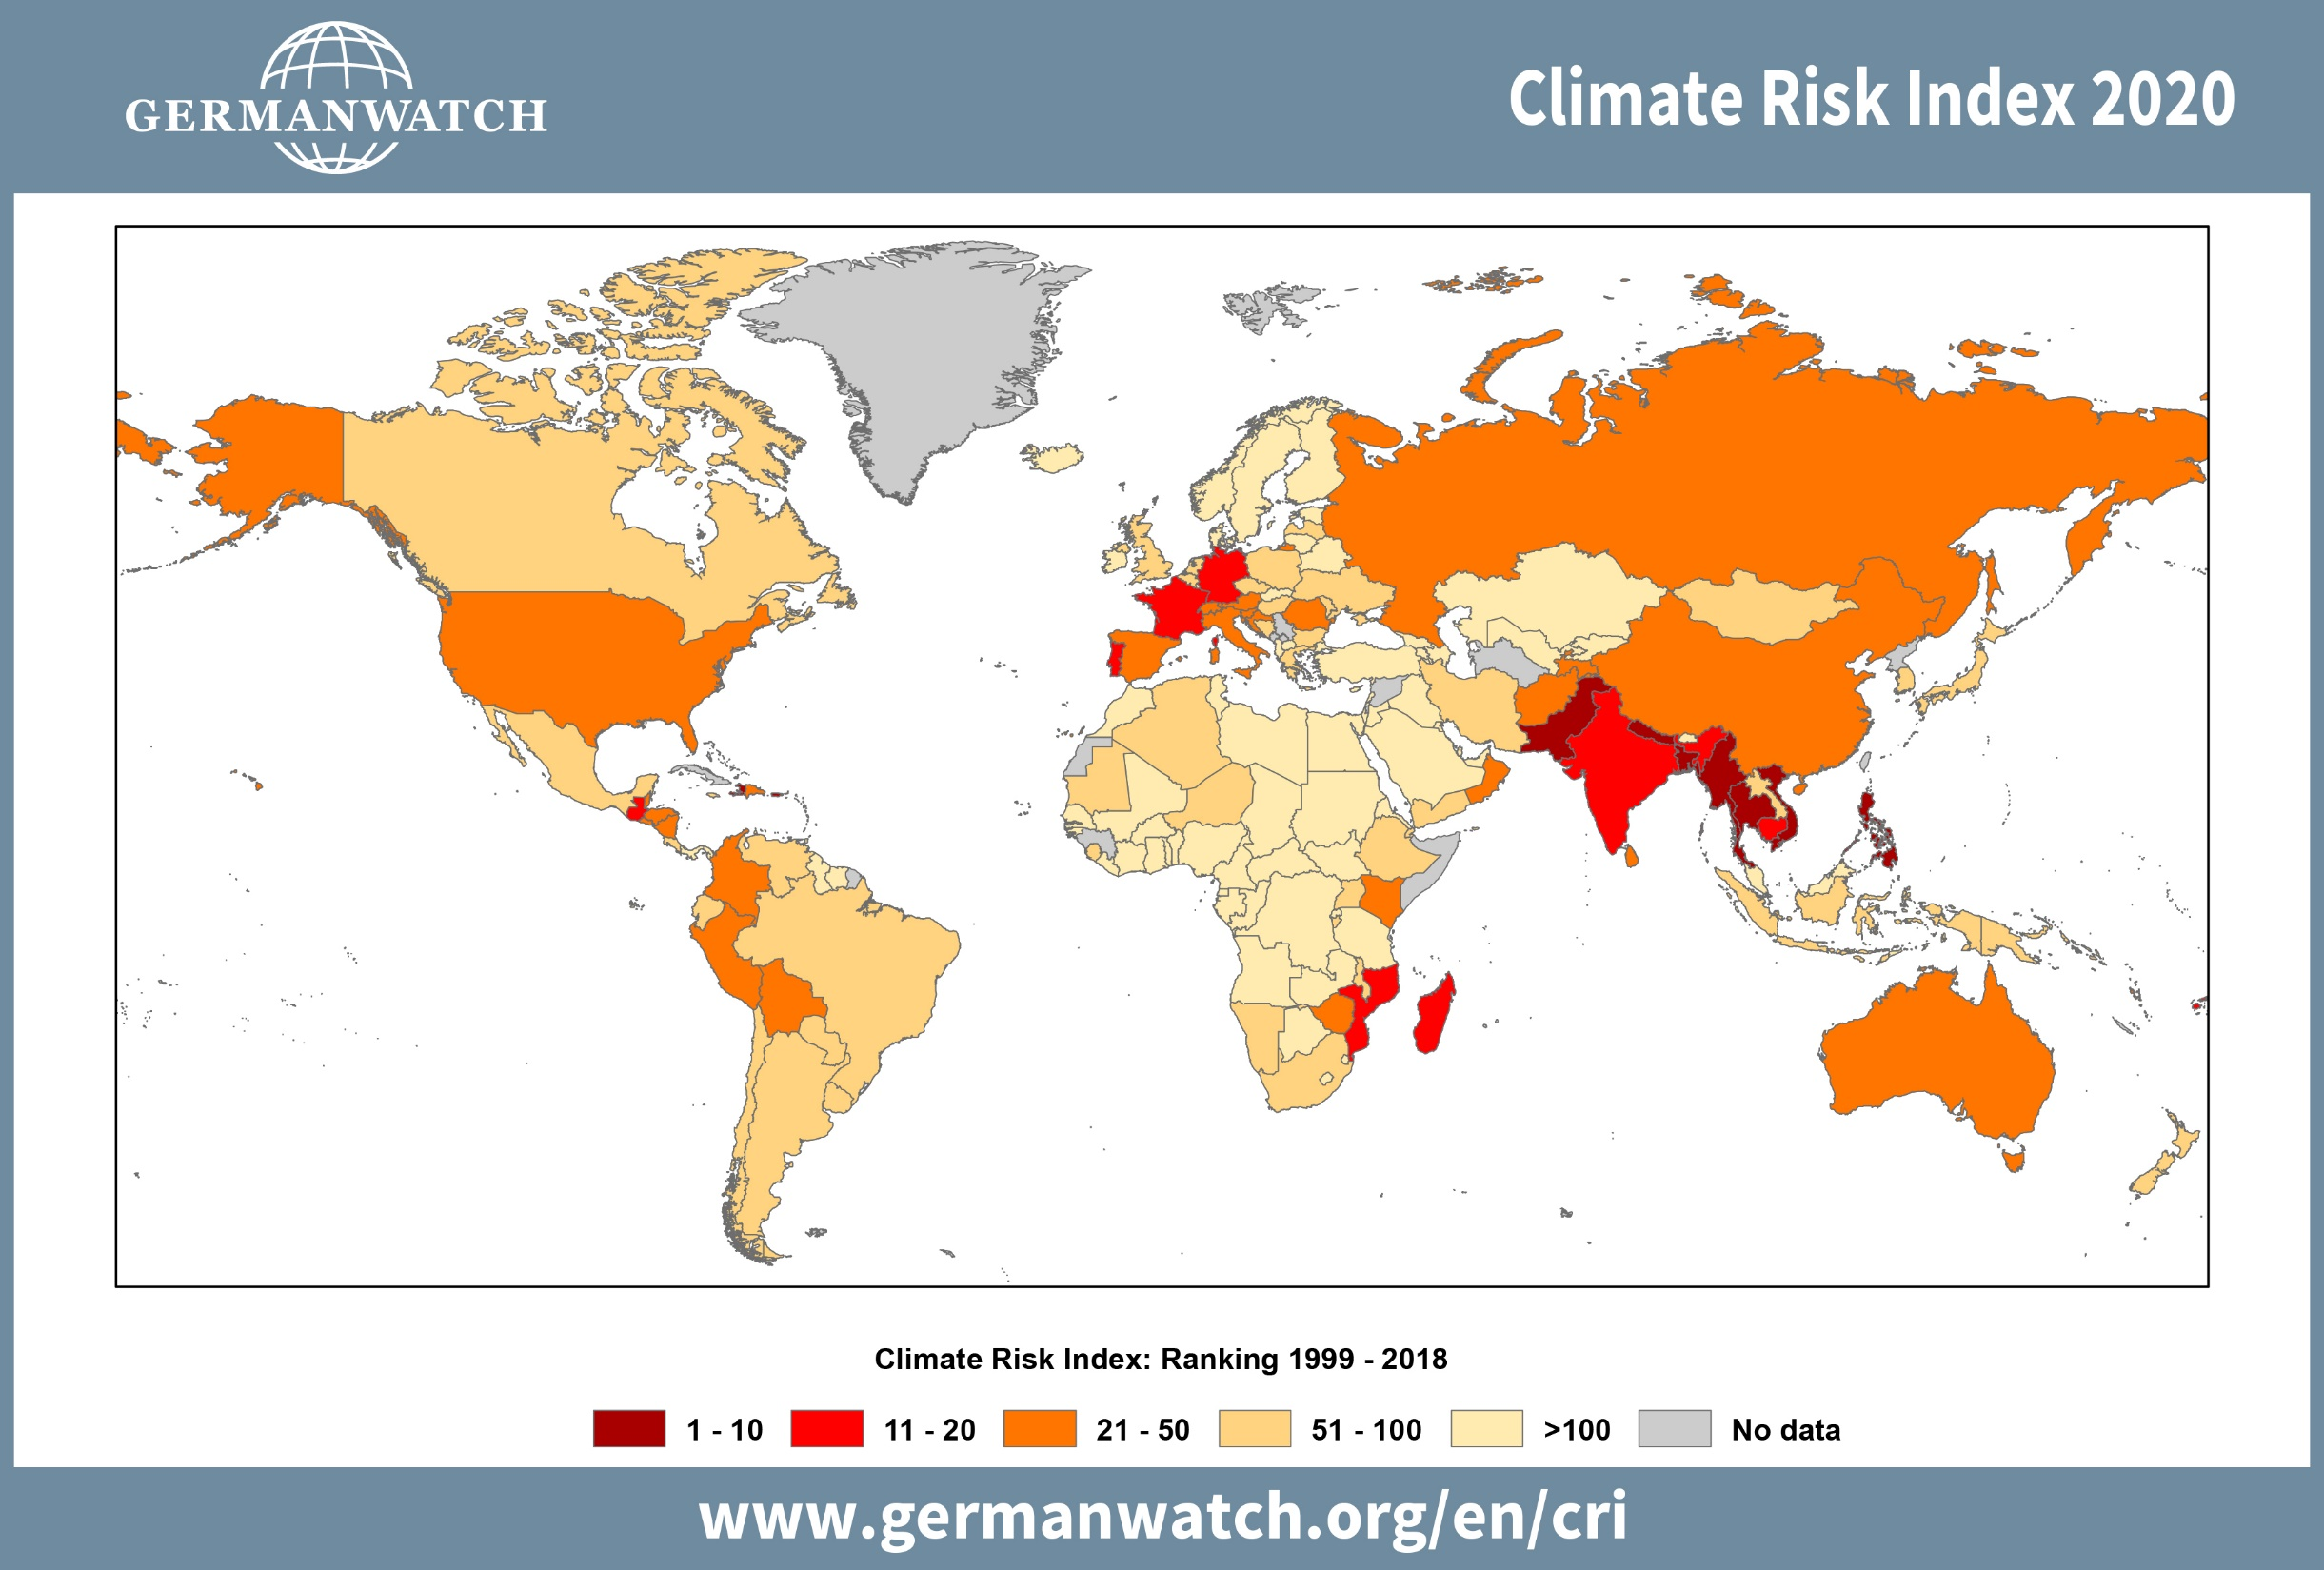 GERMANWATCH
Climate Risk Index 2020
Climate Risk Index: Ranking 1999 - 2018
1 - 10
11 - 20
21 - 50
51 - 100
>100
No data
www.germanwatch.org/en/cri